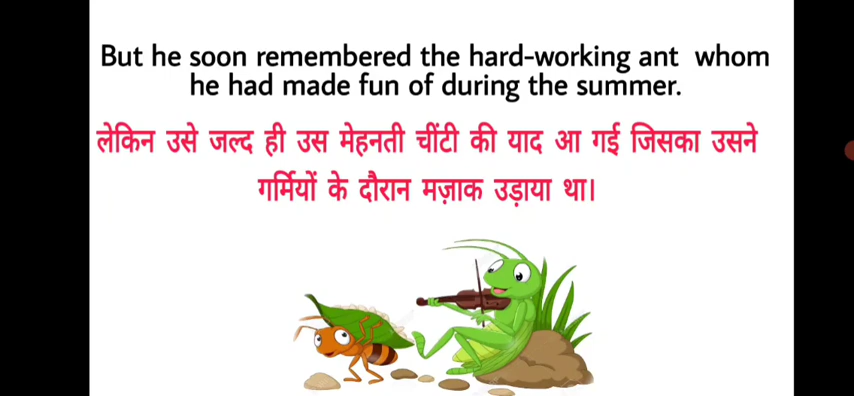 But he soon remembered the hard-working ant whom
he had made fun of during the summer.
लेकिन उसे जल्द ही उस मेहनती चींटी की याद आ गई जिसका उसने
गर्मियों के दौरान मज़ाक उड़ाया था।